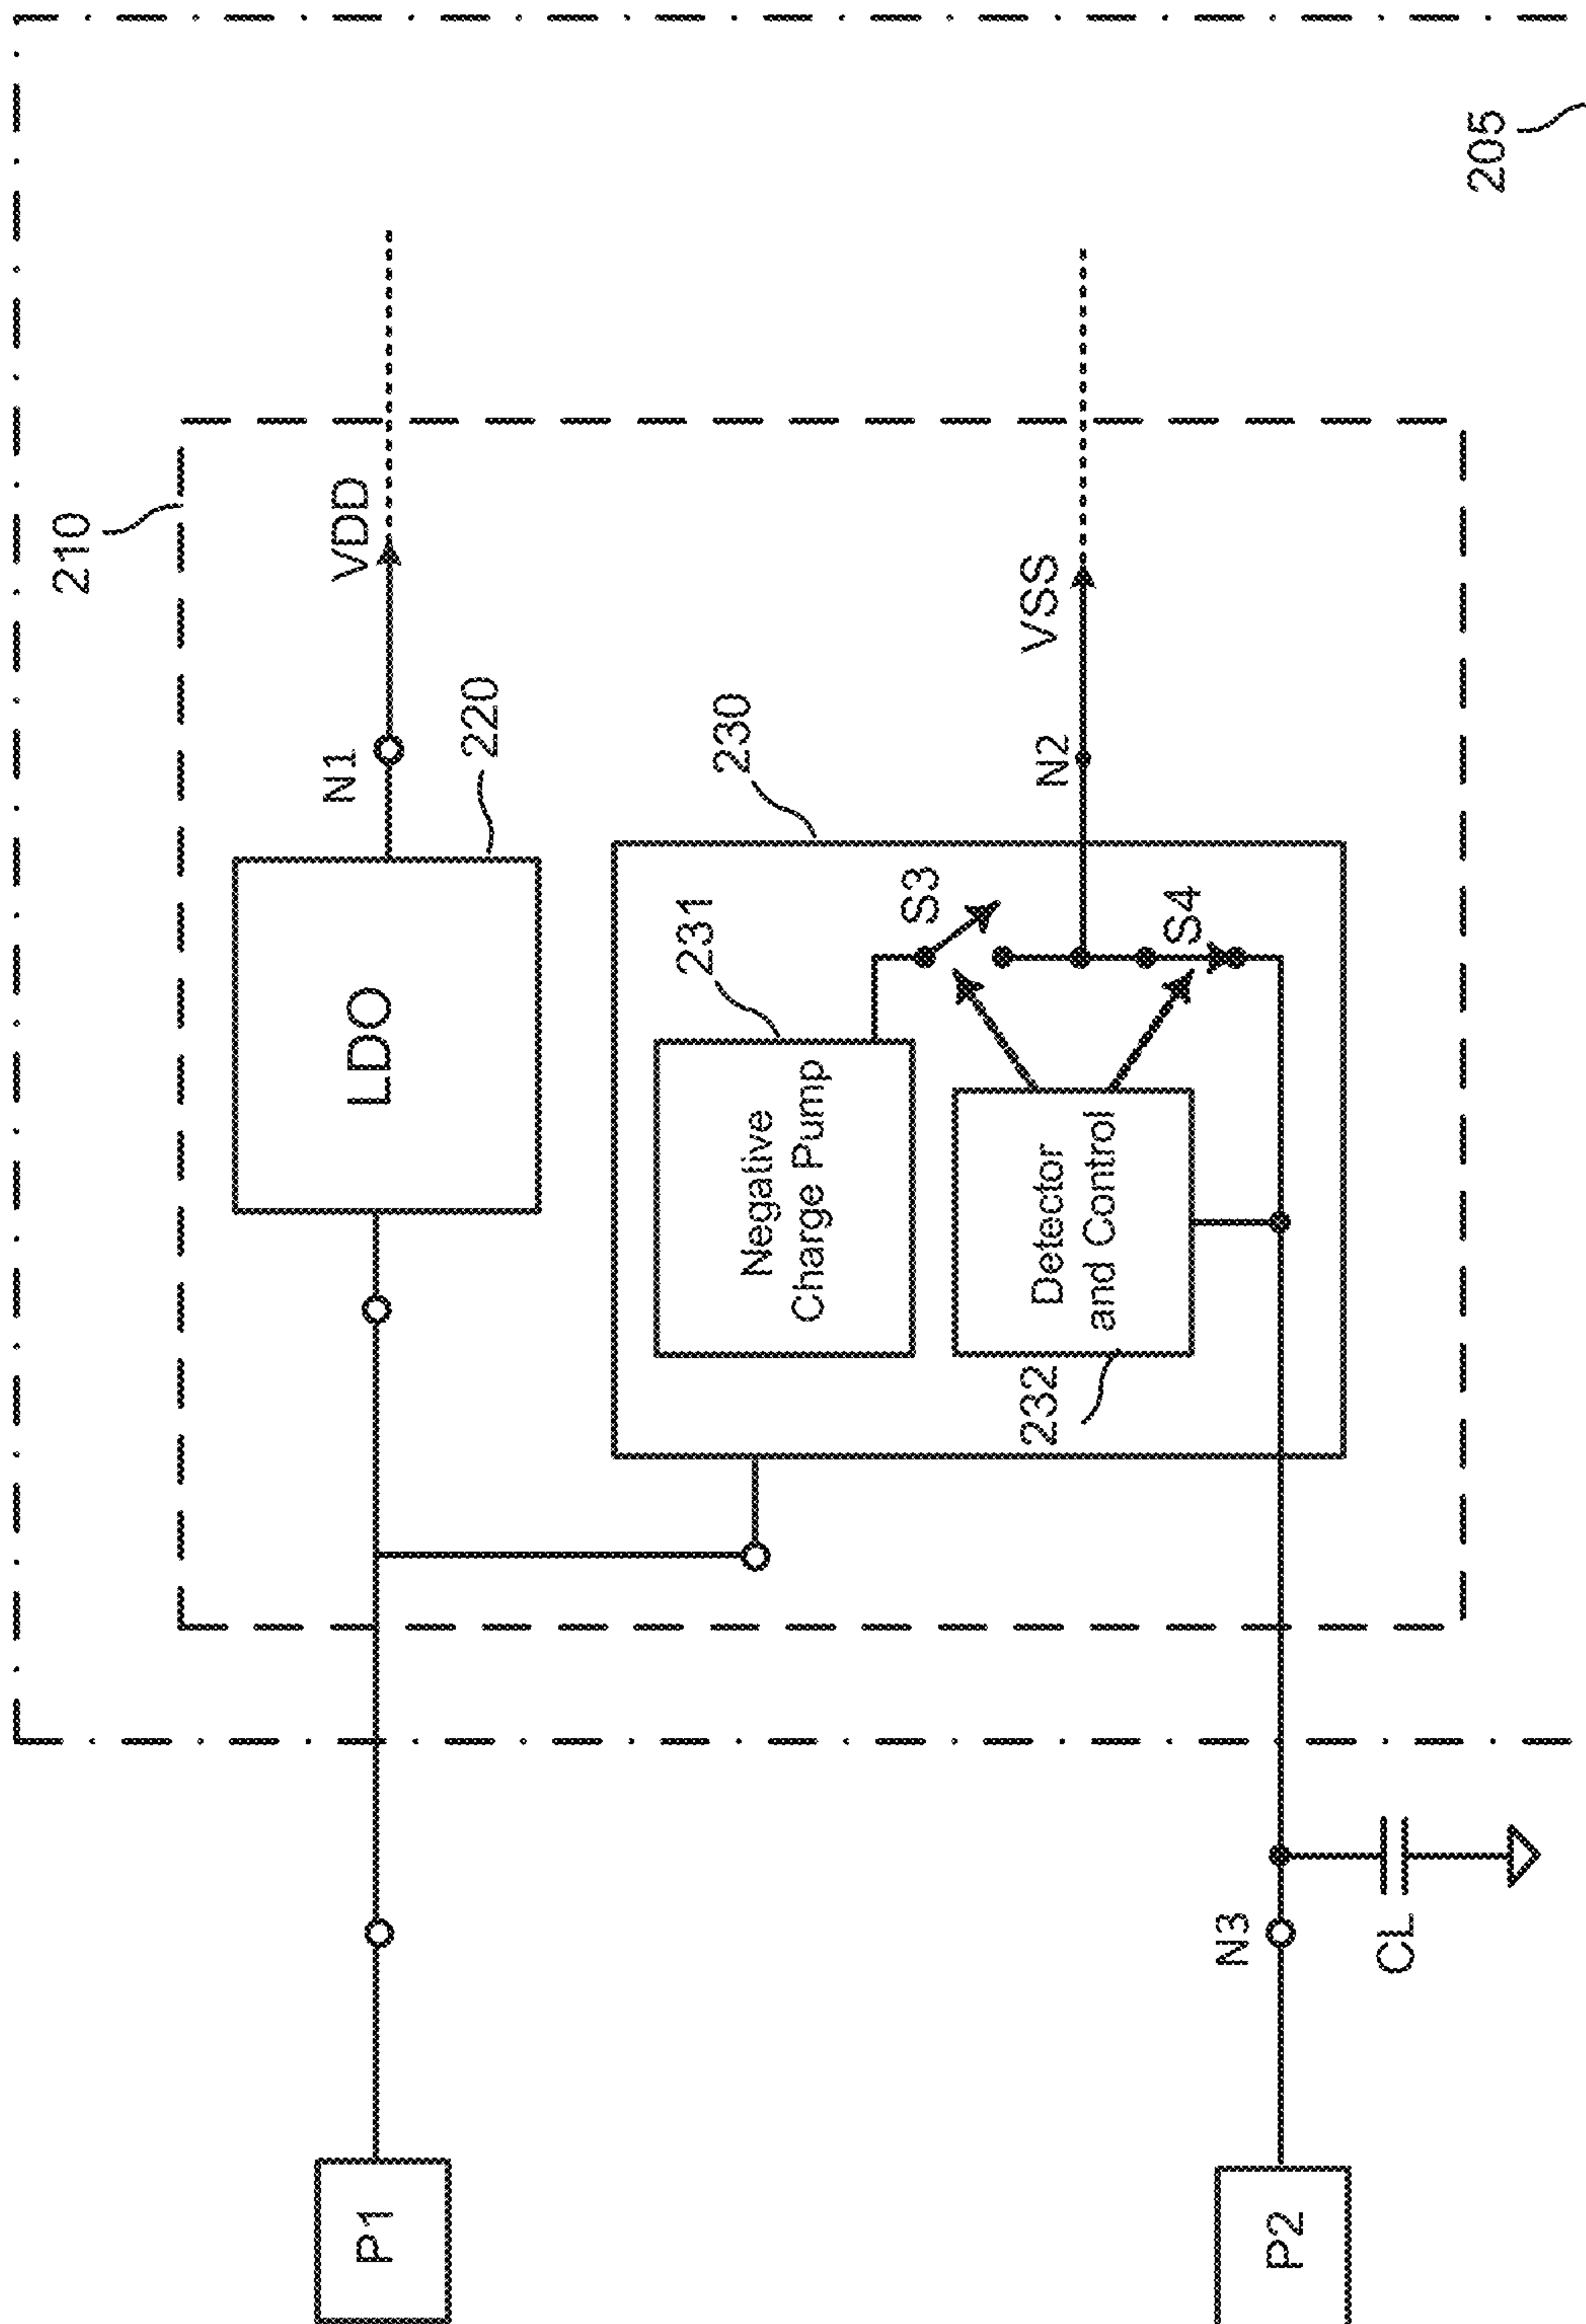 205
210
VDD
N1
220
LDO
230
VSS
N2
231
S3
S4
Negative
Charge Pump
Detector
and Control
232
N3
CL
P1
P2